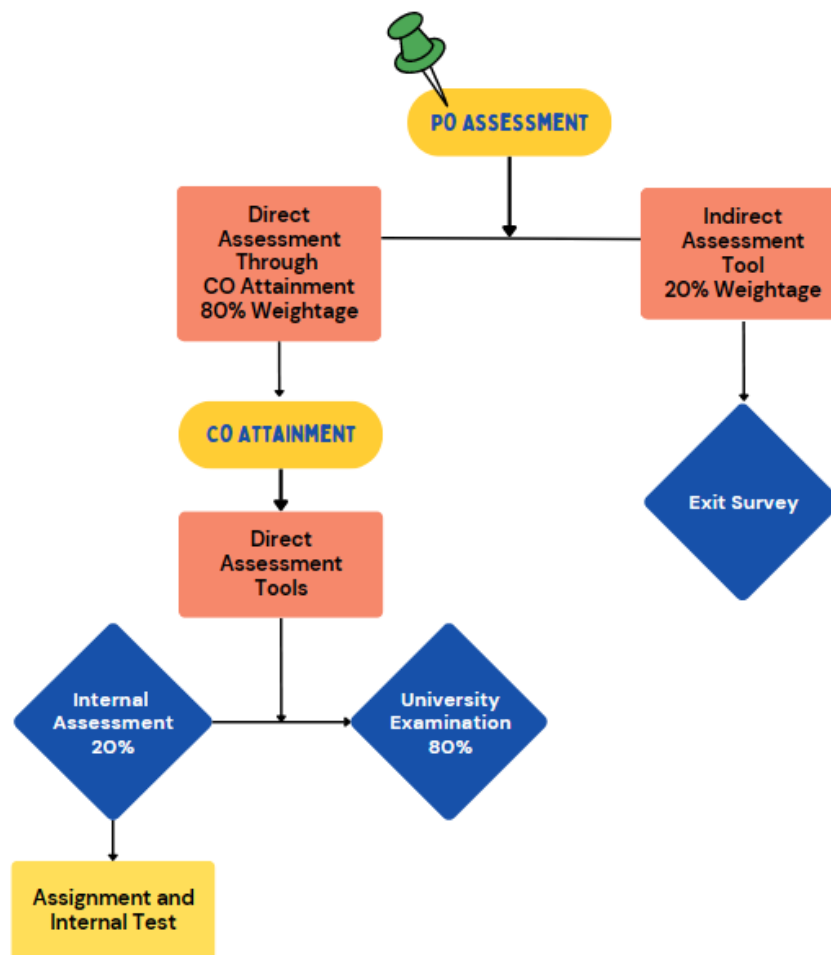 PO ASSESSMENT
Direct
Assessment
Through
CO Attainment
80% Weightage
Indirect
Assessment
Tool
20% Weightage
CO ATTAINMENT
Exit Survey
Direct
Assessment
Tools
Internal
Assessment
20%
University
Examination
80%
Assignment and
Internal Test